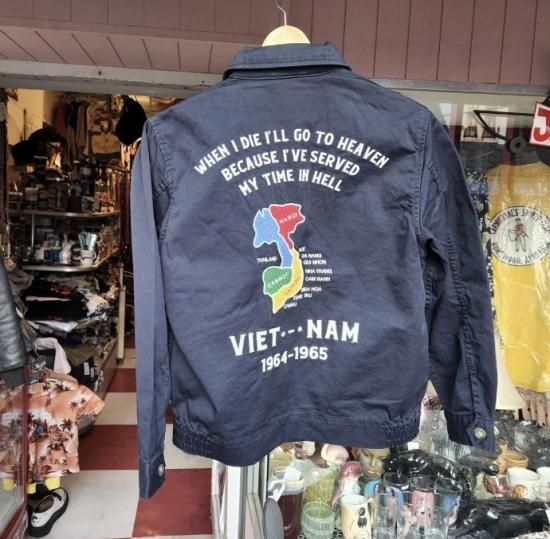 WHEN I DIE I'LL GO TO HEAVEN
BECAUSE I'VE SERVED
MY TIME IN HELL
HANOI
THAILAND
DA NANG
QUI NHON
NHA TRANG
CAM RANH
VIET---NAM
1964-1965